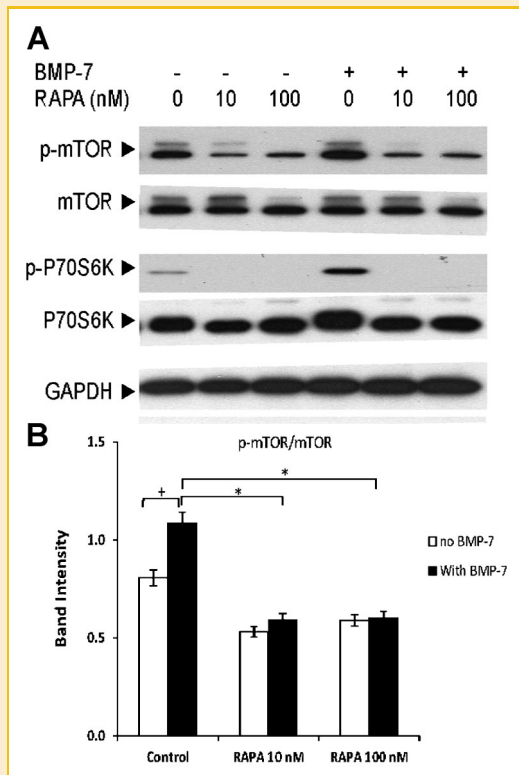 A
BMP-7 - - - + + +
RAPA (nM) 0 10 100 0 10 100
p-mTOR
mTOR
p-P70S6K
P70S6K
GAPDH
B
p-mTOR/mTOR
1.5
1.0
0.5
0.0
Band Intensity
+
*
*
no BMP-7
With BMP-7
Control RAPA 10 nM RAPA 100 nM